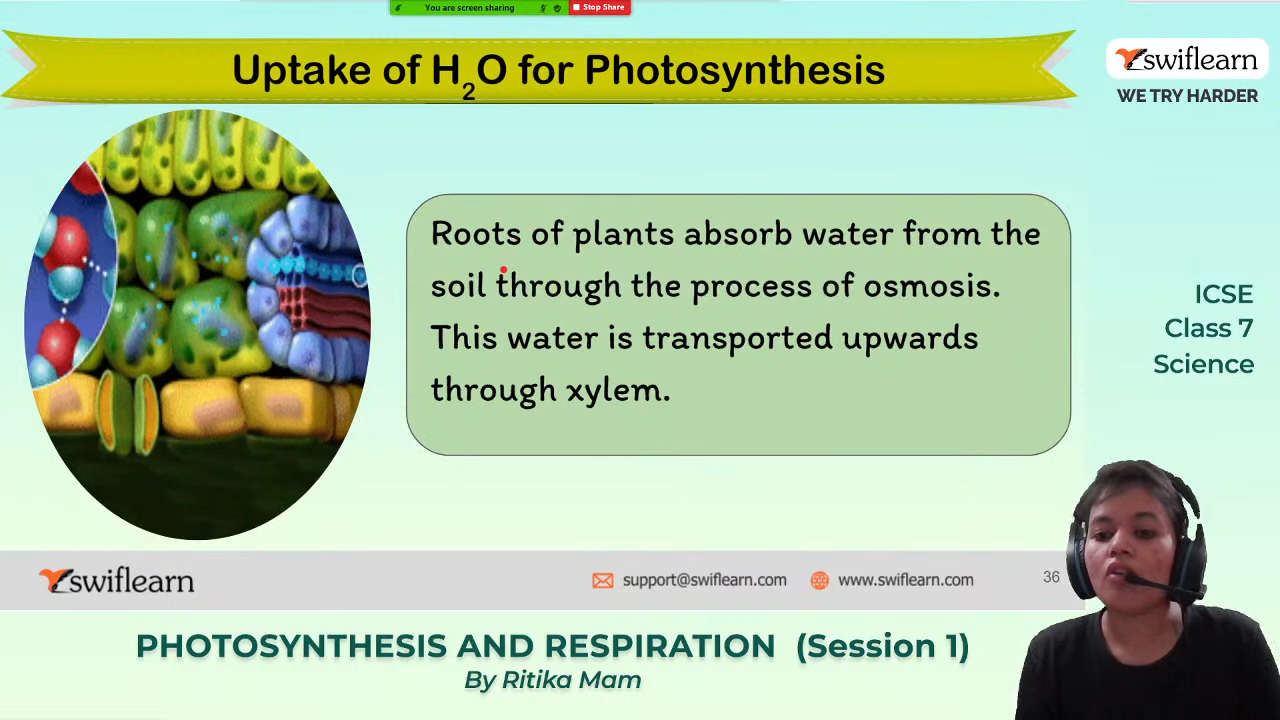 You are screen sharing
Stop Share
Uptake of H2O for Photosynthesis
swiflearn
WE TRY HARDER
Roots of plants absorb water from the
soil through the process of osmosis.
This water is transported upwards
through xylem.
ICSE
Class 7
Science
swiflearn
support@swiflearn.com
www.swiflearn.com
36
PHOTOSYNTHESIS AND RESPIRATION (Session 1)
By Ritika Mam